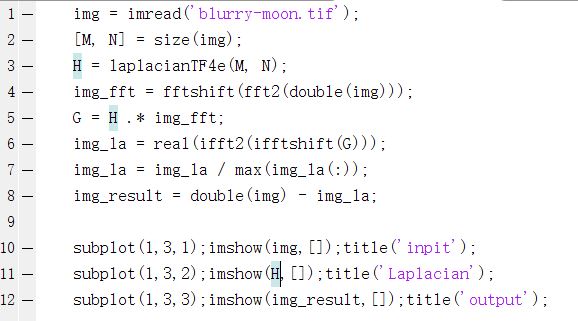 1 — img = imread('blurry-moon.tif');
2 — [M, N] = size(img);
3 — H = laplacianTF4e(M, N);
4 — img_fft = fftshift(fft2(double(img)));
5 — G = H .* img_fft;
6 — img_la = real(ifft2(ifftshift(G)));
7 — img_la = img_la / max(img_la(:));
8 — img_result = double(img) - img_la;
9
10 — subplot(1,3,1);imshow(img,[]);title('inpit');
11 — subplot(1,3,2);imshow(H,[]);title('Laplacian');
12 — subplot(1,3,3);imshow(img_result,[]);title('output');